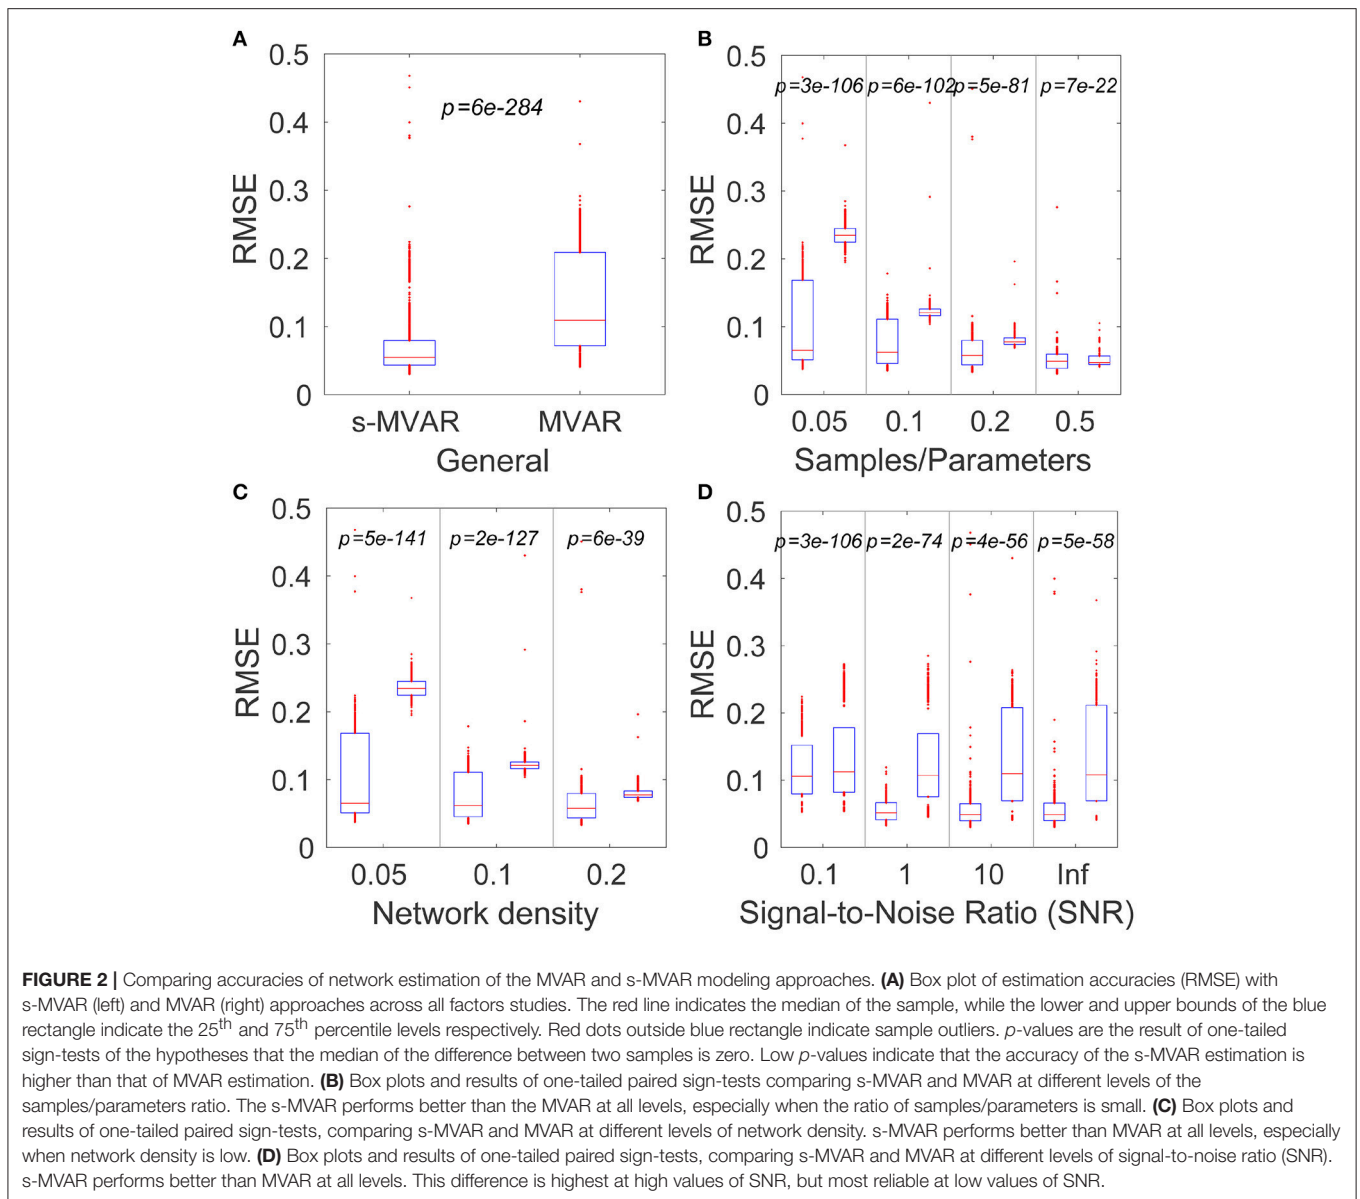 A
0.5
0.4
0.3
0.2
0.1
0
RMSE
p=6e-284
s-MVAR MVAR
General
B
0.5
0.4
0.3
0.2
0.1
0
RMSE
p=3e-106 p=6e-102 p=5e-81 p=7e-22
0.05 0.1 0.2 0.5
Samples/Parameters
C
0.5
0.4
0.3
0.2
0.1
0
RMSE
p=5e-141 p=2e-127 p=6e-39
0.05 0.1 0.2
Network density
D
0.5
0.4
0.3
0.2
0.1
0
RMSE
p=3e-106 p=2e-74 p=4e-56 p=5e-58
0.1 1 10 Inf
Signal-to-Noise Ratio (SNR)
FIGURE 2 | Comparing accuracies of network estimation of the MVAR and s-MVAR modeling approaches. (A) Box plot of estimation accuracies (RMSE) with
s-MVAR (left) and MVAR (right) approaches across all factors studies. The red line indicates the median of the sample, while the lower and upper bounds of the blue
rectangle indicate the 25th and 75th percentile levels respectively. Red dots outside blue rectangle indicate sample outliers. p-values are the result of one-tailed
sign-tests of the hypotheses that the median of the difference between two samples is zero. Low p-values indicate that the accuracy of the s-MVAR estimation is
higher than that of MVAR estimation. (B) Box plots and results of one-tailed paired sign-tests comparing s-MVAR and MVAR at different levels of the
samples/parameters ratio. The s-MVAR performs better than the MVAR at all levels, especially when the ratio of samples/parameters is small. (C) Box plots and
results of one-tailed paired sign-tests, comparing s-MVAR and MVAR at different levels of network density. s-MVAR performs better than MVAR at all levels, especially
when network density is low. (D) Box plots and results of one-tailed paired sign-tests, comparing s-MVAR and MVAR at different levels of signal-to-noise ratio (SNR).
s-MVAR performs better than MVAR at all levels. This difference is highest at high values of SNR, but most reliable at low values of SNR.